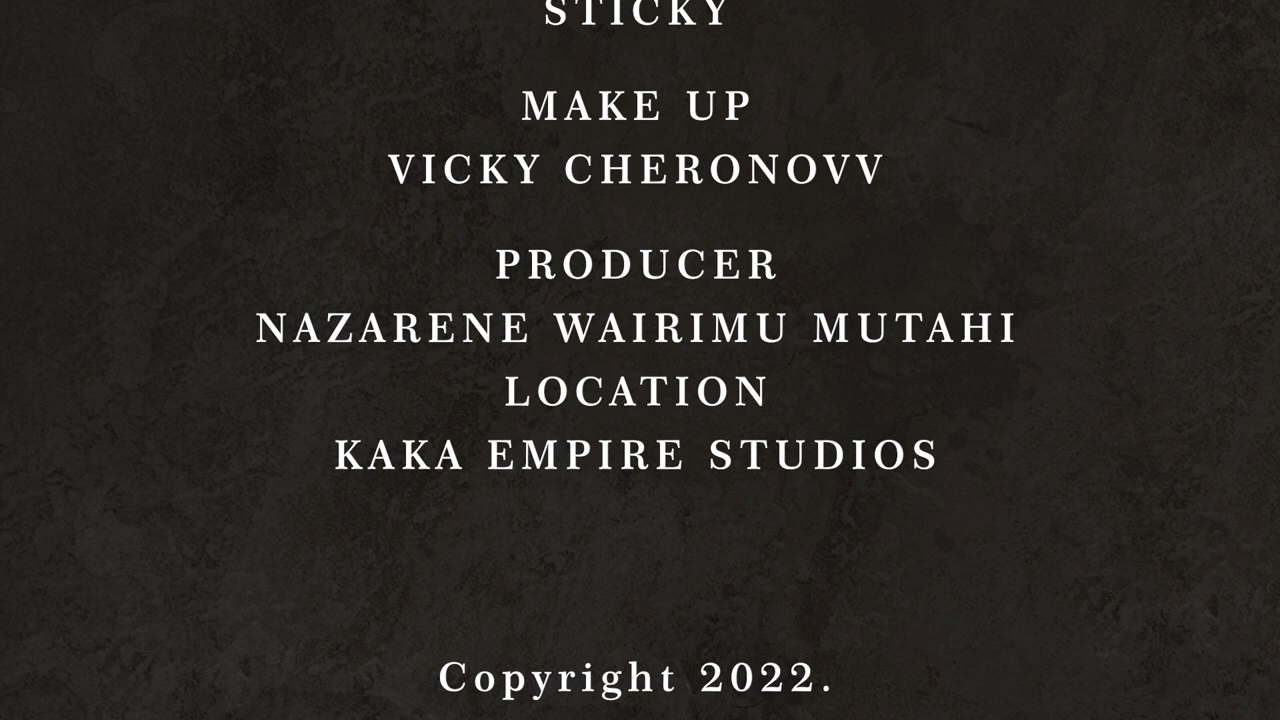 STICKY
MAKE UP
VICKY CHERONOVV
PRODUCER
NAZARENE WAIRIMU MUTAHI
LOCATION
KAKA EMPIRE STUDIOS
Copyright 2022.